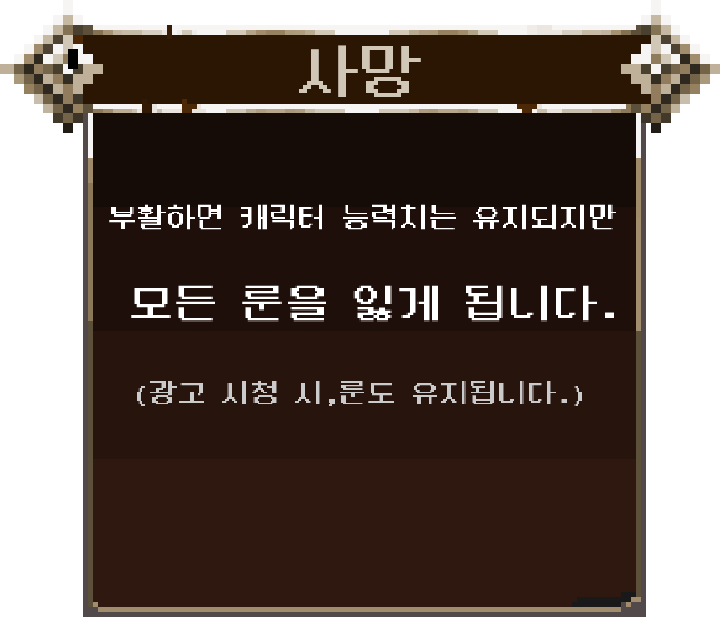 사망
부활하면 캐릭터 능력치는 유지되지만
모든 룬을 잃게 됩니다.
(광고 시청 시,룬도 유지됩니다.)